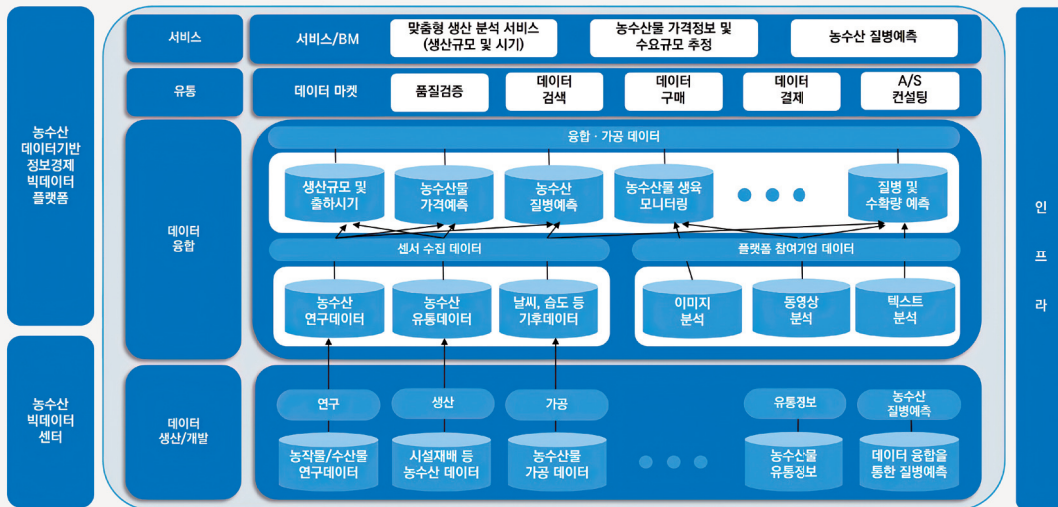 농수산
데이터기반
정보경제
빅데이터
플랫폼
농수산
빅데이터
센터
서비스
서비스/BM
맞춤형 생산 분석 서비스
(생산규모 및 시기)
농수산물 가격정보 및
수요규모 추정
농수산 질병예측
유통
데이터 마켓
품질검증
데이터
검색
데이터
구매
데이터
결제
A/S
컨설팅
데이터
융합
융합·가공 데이터
생산규모 및
출하시기
농수산물
가격예측
농수산
질병예측
농수산물 생육
모니터링
질병 및
수확량 예측
센서 수집 데이터
플랫폼 참여기업 데이터
농수산
연구데이터
농수산
유통데이터
날씨, 습도 등
기후데이터
이미지
분석
동영상
분석
텍스트
분석
데이터
생산/개발
연구
생산
가공
유통정보
농수산
질병예측
농작물/수산물
연구데이터
시설재배 등
농수산 데이터
농수산물
가공 데이터
농수산물
유통정보
데이터 융합을
통한 질병예측
인
프
라